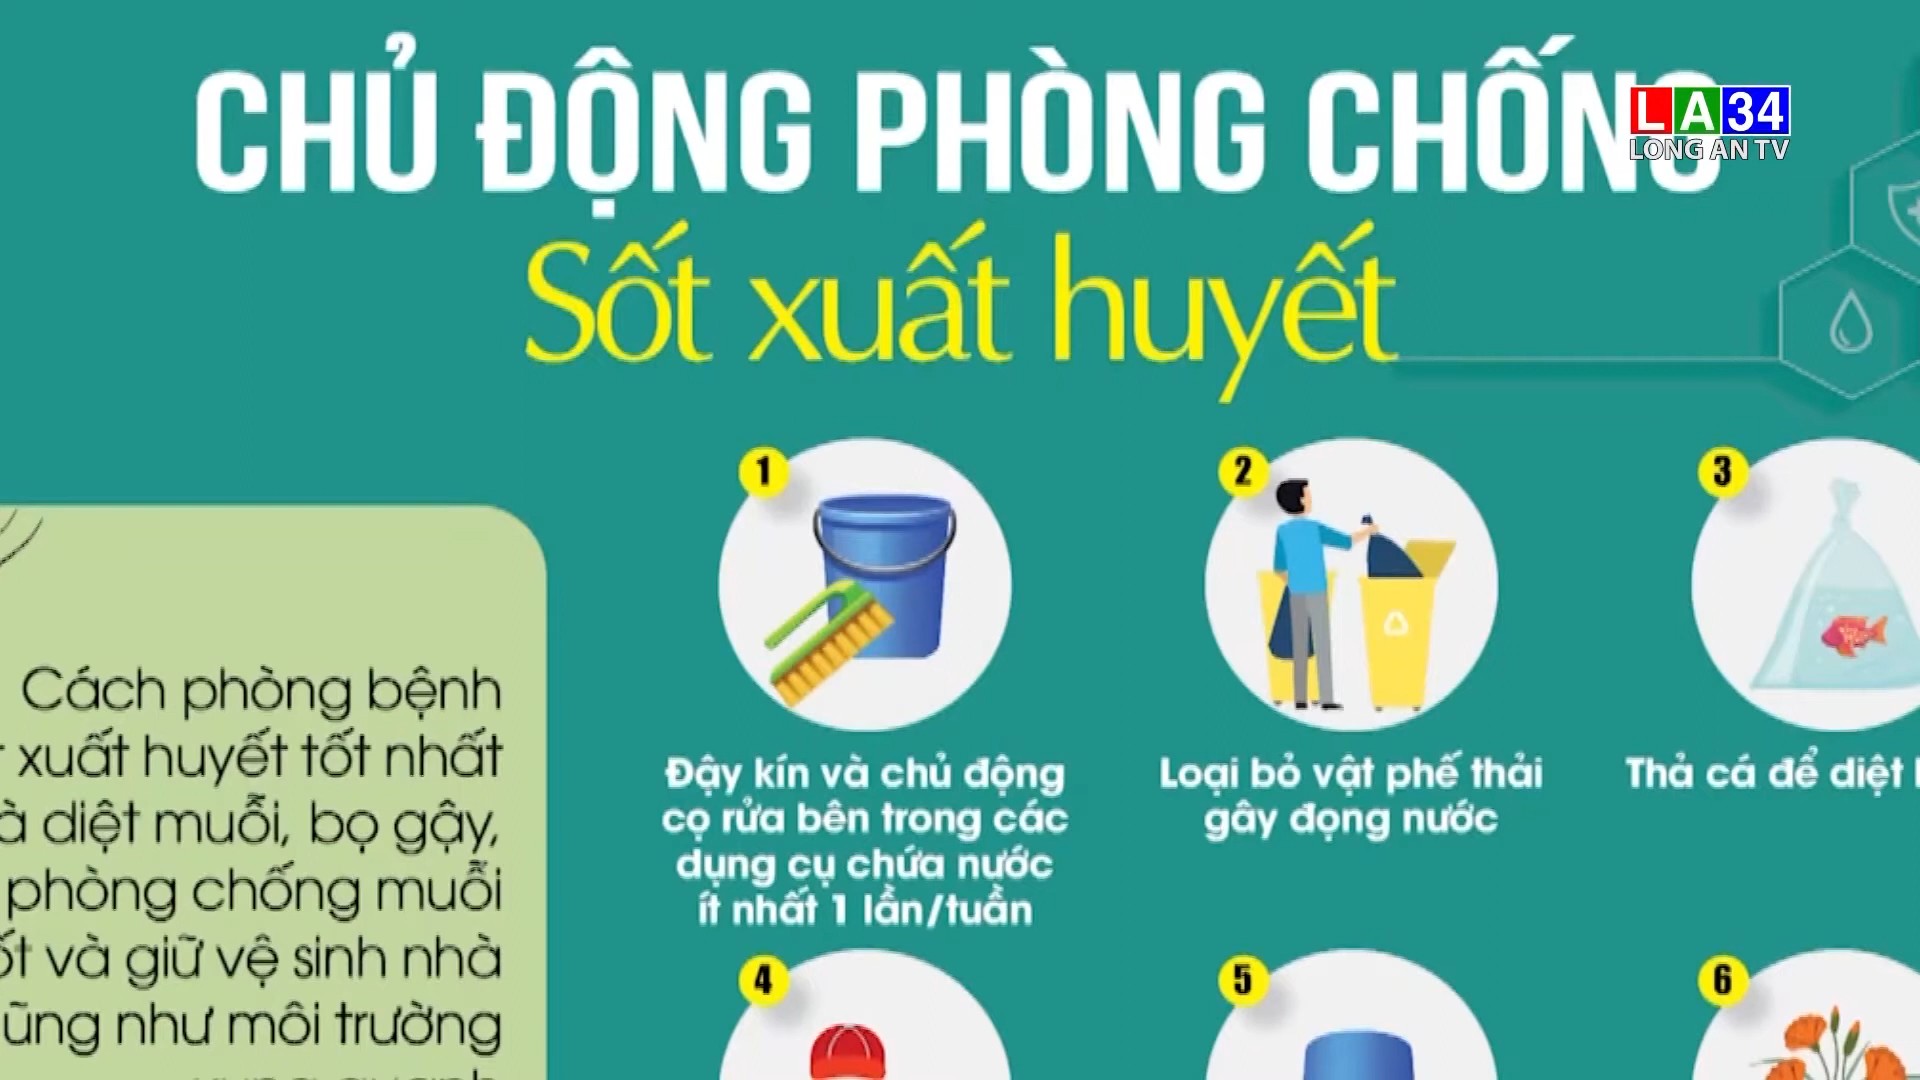 CHỦ ĐỘNG PHÒNG CHỐNG
LA34
LONG AN TV
Sốt xuất huyết
1
2
3
Cách phòng bệnh
xuất huyết tốt nhất
diệt muỗi, bọ gậy,
phòng chống muỗi
và giữ vệ sinh nhà
như môi trường
Đậy kín và chủ động
cọ rửa bên trong các
dụng cụ chứa nước
ít nhất 1 lần/tuần
Loại bỏ vật phế thải
gây đọng nước
Thả cá để diệt
4
5
6